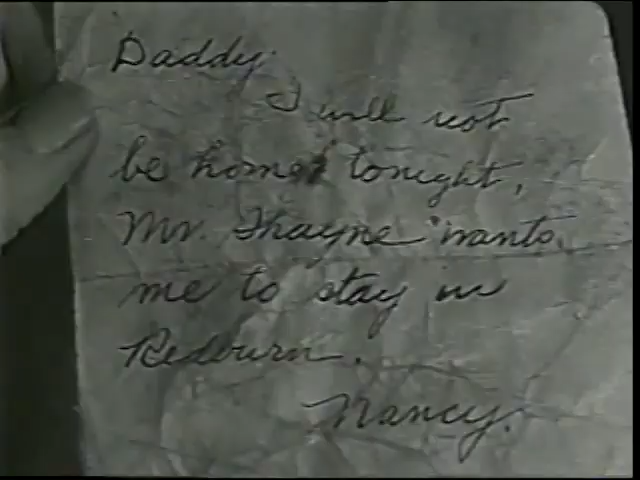 Daddy.
I will not
be home tonight,
Mr. Thayne wants
me to stay in
Redburn.
Nancy.